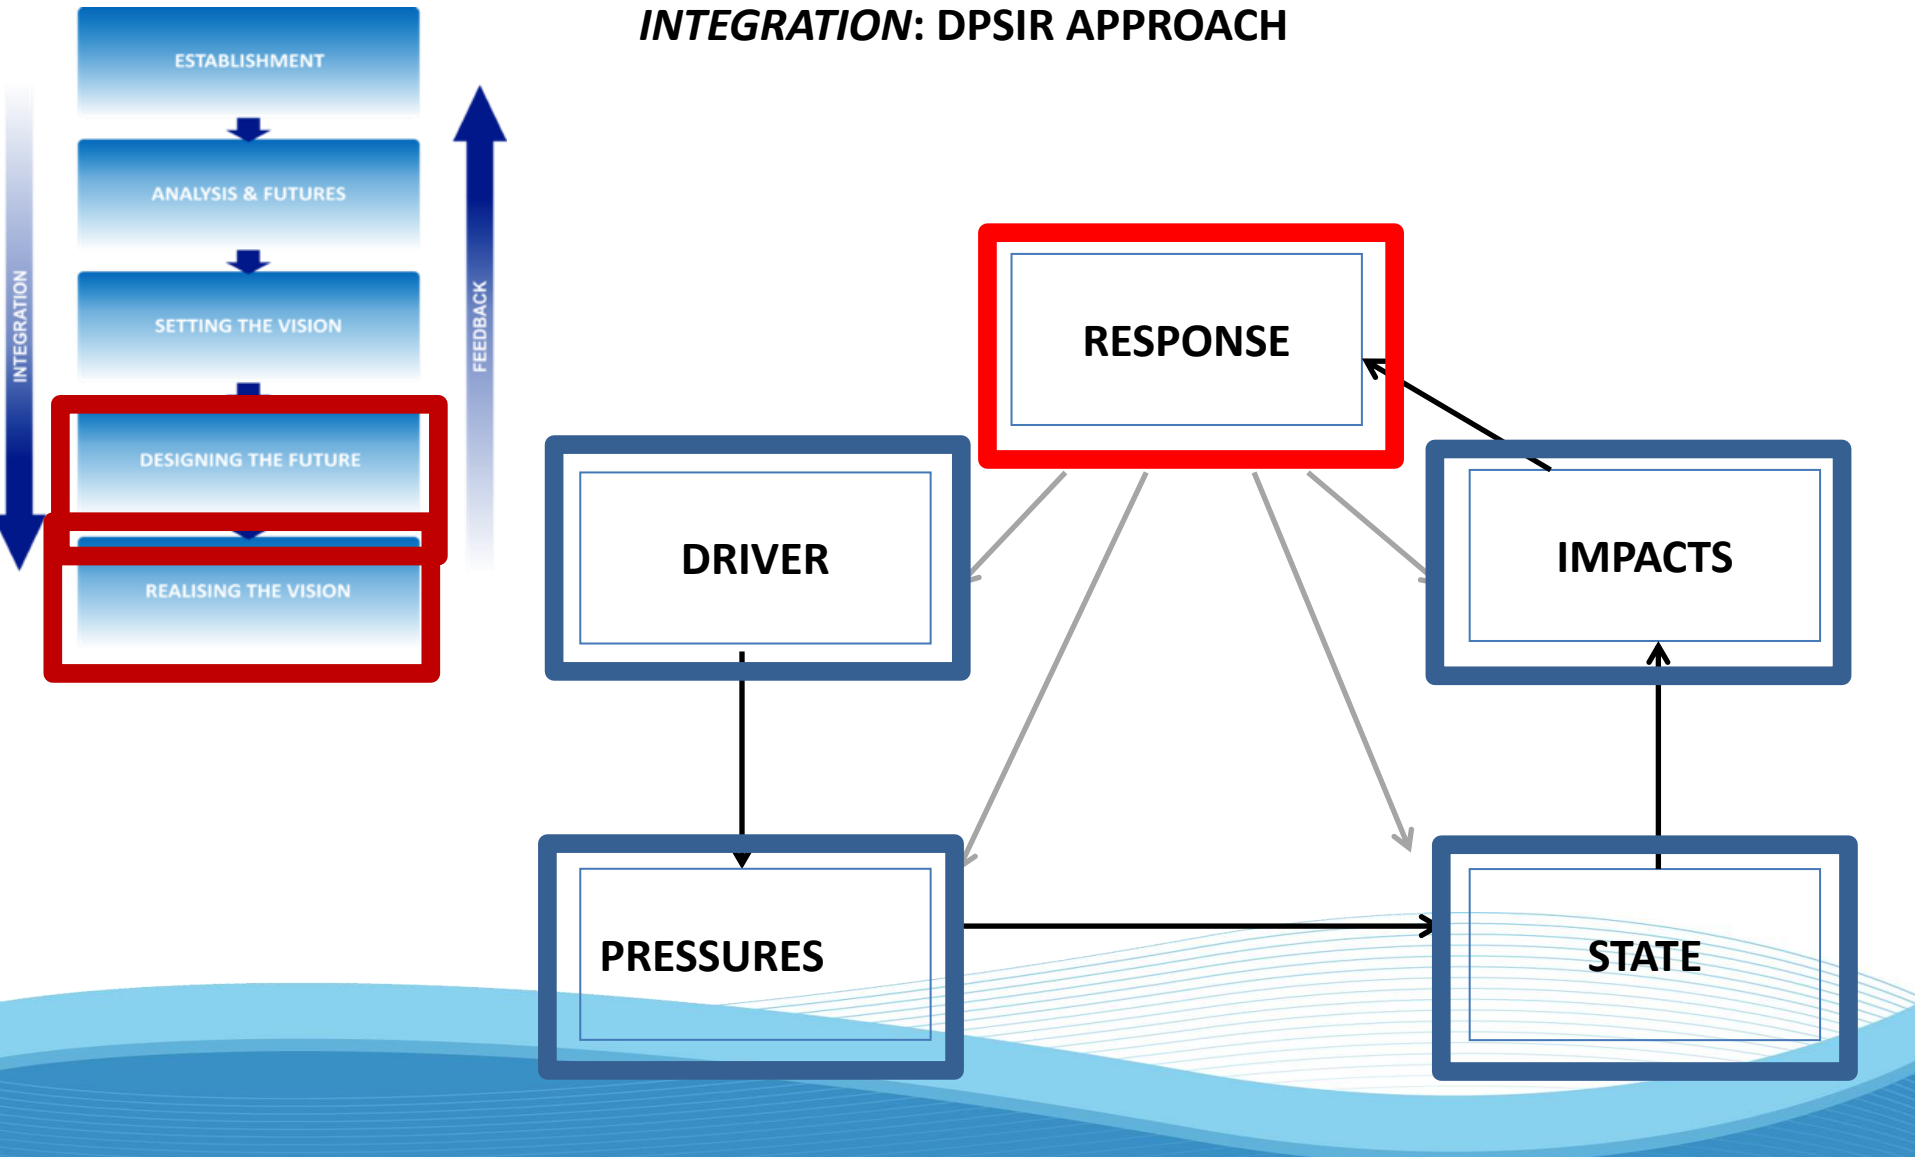 INTEGRATION: DPSIR APPROACH
ESTABLISHMENT
ANALYSIS & FUTURES
SETTING THE VISION
DESIGNING THE FUTURE
REALISING THE VISION
INTEGRATION
FEEDBACK
RESPONSE
DRIVER
IMPACTS
PRESSURES
STATE